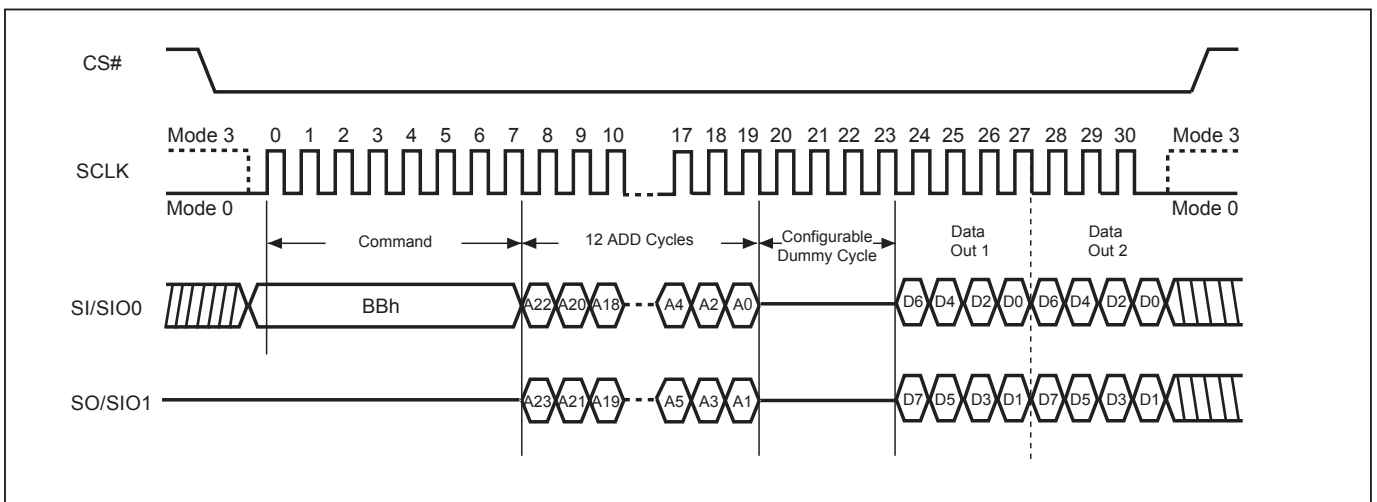 CS#
Mode 3 0 1 2 3 4 5 6 7 8 9 10 17 18 19 20 21 22 23 24 25 26 27 28 29 30 Mode 3
SCLK
Mode 0 Mode 0
Command 12 ADD Cycles Configurable Dummy Cycle Data Out 1 Data Out 2
SI/SIO0 BBh A22 A20 A18 A4 A2 A0 D6 D4 D2 D0 D6 D4 D2 D0
SO/SIO1 A23 A21 A19 A5 A3 A1 D7 D5 D3 D1 D7 D5 D3 D1